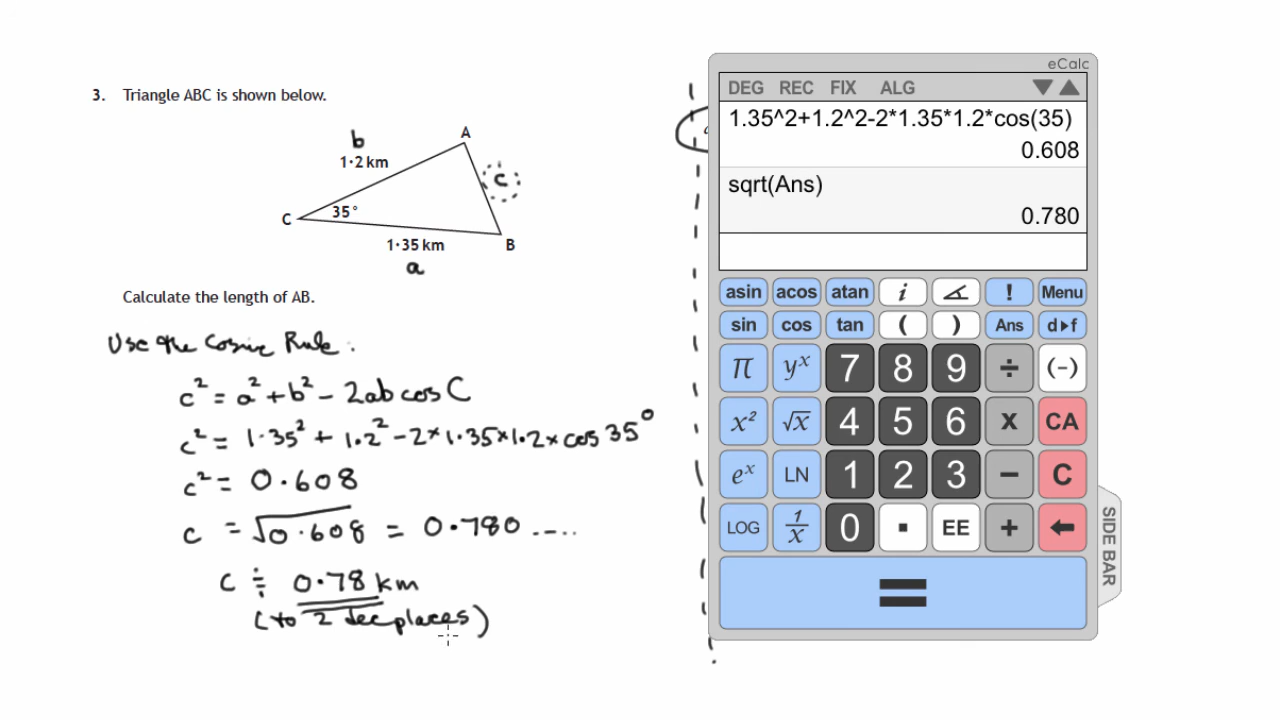 3. Triangle ABC is shown below.
b
A
1·2 km
c
C
35°
1·35 km
B
a
Calculate the length of AB.
Use the Cosine Rule.
c² = a² + b² - 2ab cos C
c² = 1.35² + 1.2² - 2×1.35×1.2×cos 35°
c² = 0.608
c = √0.608 = 0.780 .....
c ≑ 0.78 km
(to 2 dec places)
eCalc
DEG REC FIX ALG ▼▲
1.35^2+1.2^2-2*1.35*1.2*cos(35)
0.608
sqrt(Ans)
0.780
asin acos atan i ∠ ! Menu
sin cos tan ( ) Ans d▸f
π yˣ 7 8 9 ÷ (-)
x² √x 4 5 6 x CA
eˣ LN 1 2 3 − C
LOG 1/x 0 . EE + ←
=
SIDE BAR